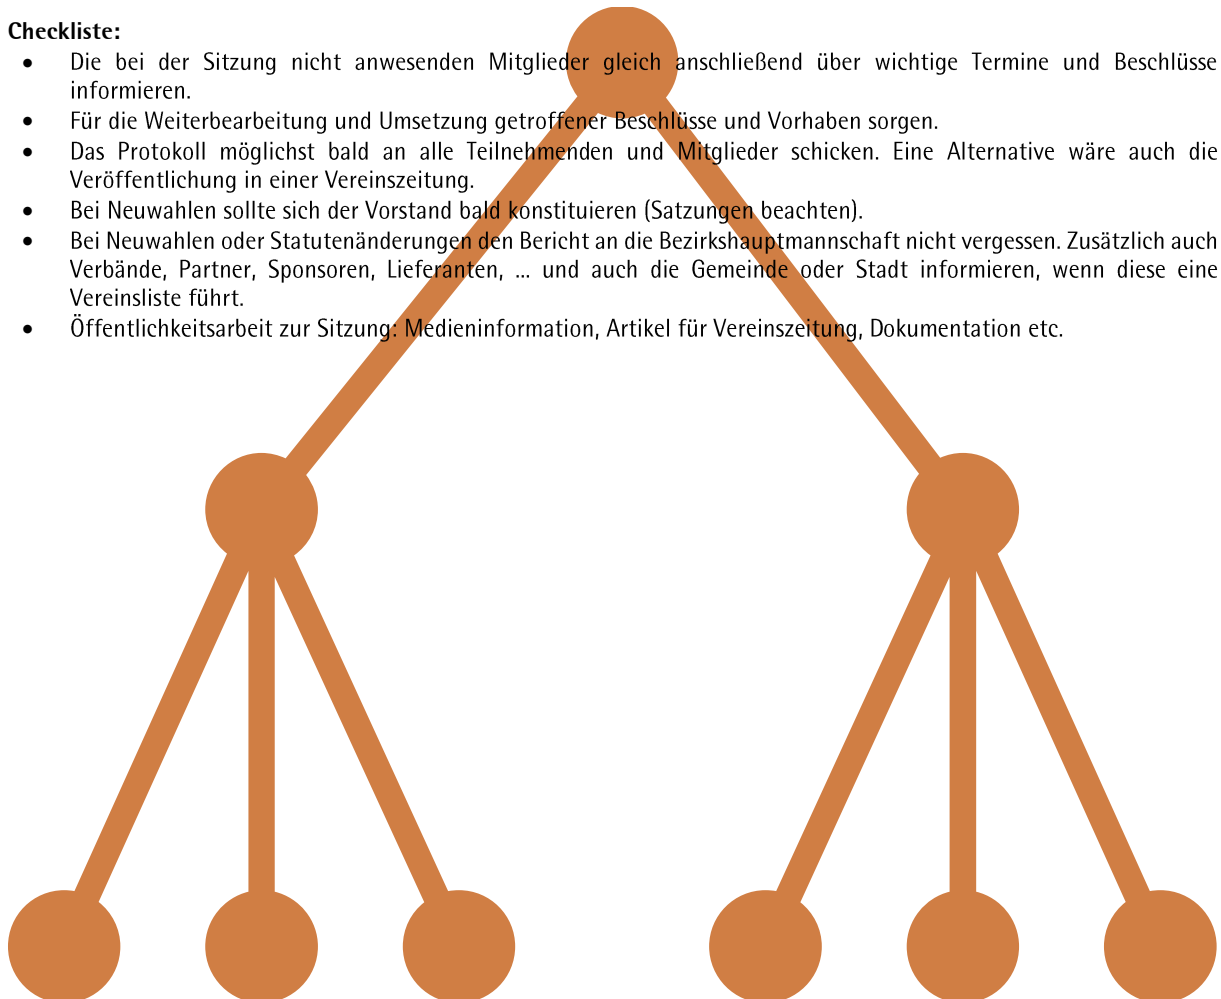 Checkliste:
• Die bei der Sitzung nicht anwesenden Mitglieder gleich anschließend über wichtige Termine und Beschlüsse
informieren.
• Für die Weiterbearbeitung und Umsetzung getroffener Beschlüsse und Vorhaben sorgen.
• Das Protokoll möglichst bald an alle Teilnehmenden und Mitglieder schicken. Eine Alternative wäre auch die
Veröffentlichung in einer Vereinszeitung.
• Bei Neuwahlen sollte sich der Vorstand bald konstituieren (Satzungen beachten).
• Bei Neuwahlen oder Statutenänderungen den Bericht an die Bezirkshauptmannschaft nicht vergessen. Zusätzlich auch
Verbände, Partner, Sponsoren, Lieferanten, ... und auch die Gemeinde oder Stadt informieren, wenn diese eine
Vereinsliste führt.
• Öffentlichkeitsarbeit zur Sitzung: Medieninformation, Artikel für Vereinszeitung, Dokumentation etc.